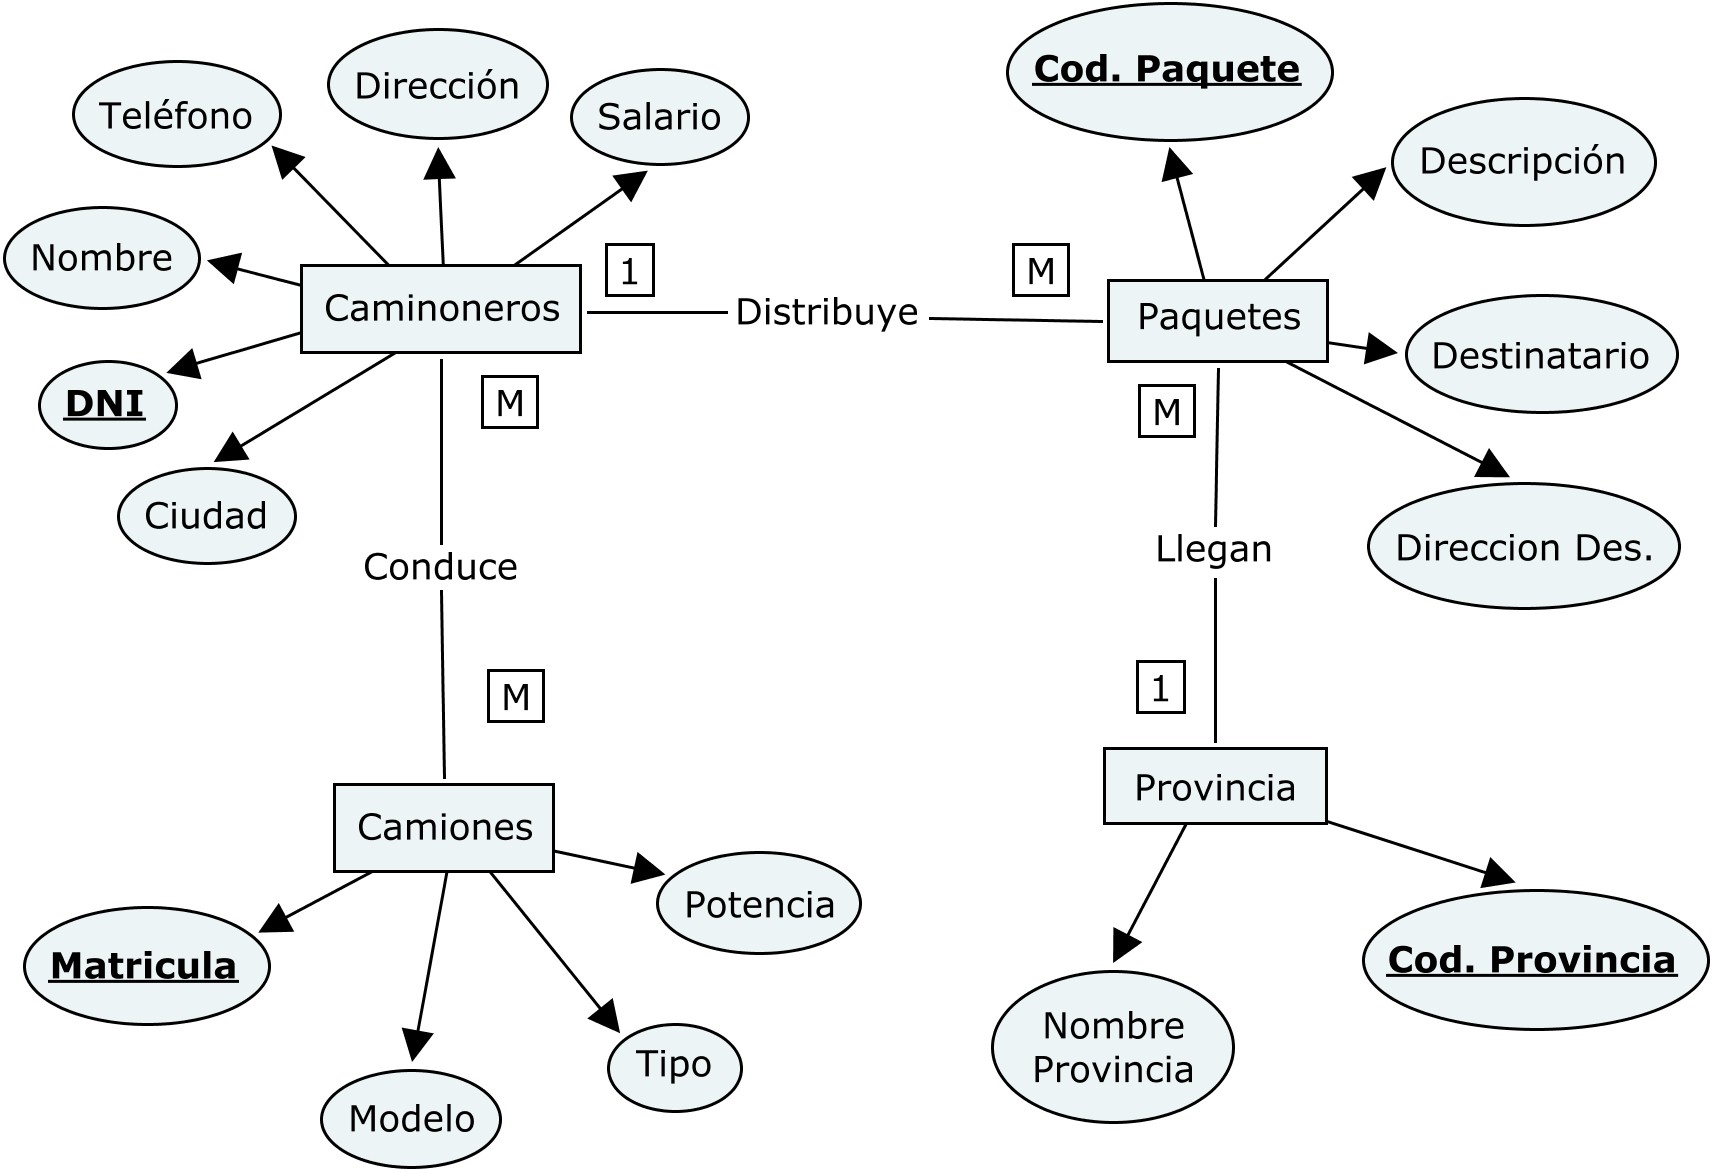 Cod. Paquete
Dirección
Teléfono
Salario
Descripción
Nombre
1
M
Caminoneros
Distribuye
Paquetes
Destinatario
DNI
M
M
Ciudad
Conduce
Llegan
Direccion Des.
M
1
Provincia
Camiones
Potencia
Matricula
Cod. Provincia
Nombre
Provincia
Tipo
Modelo